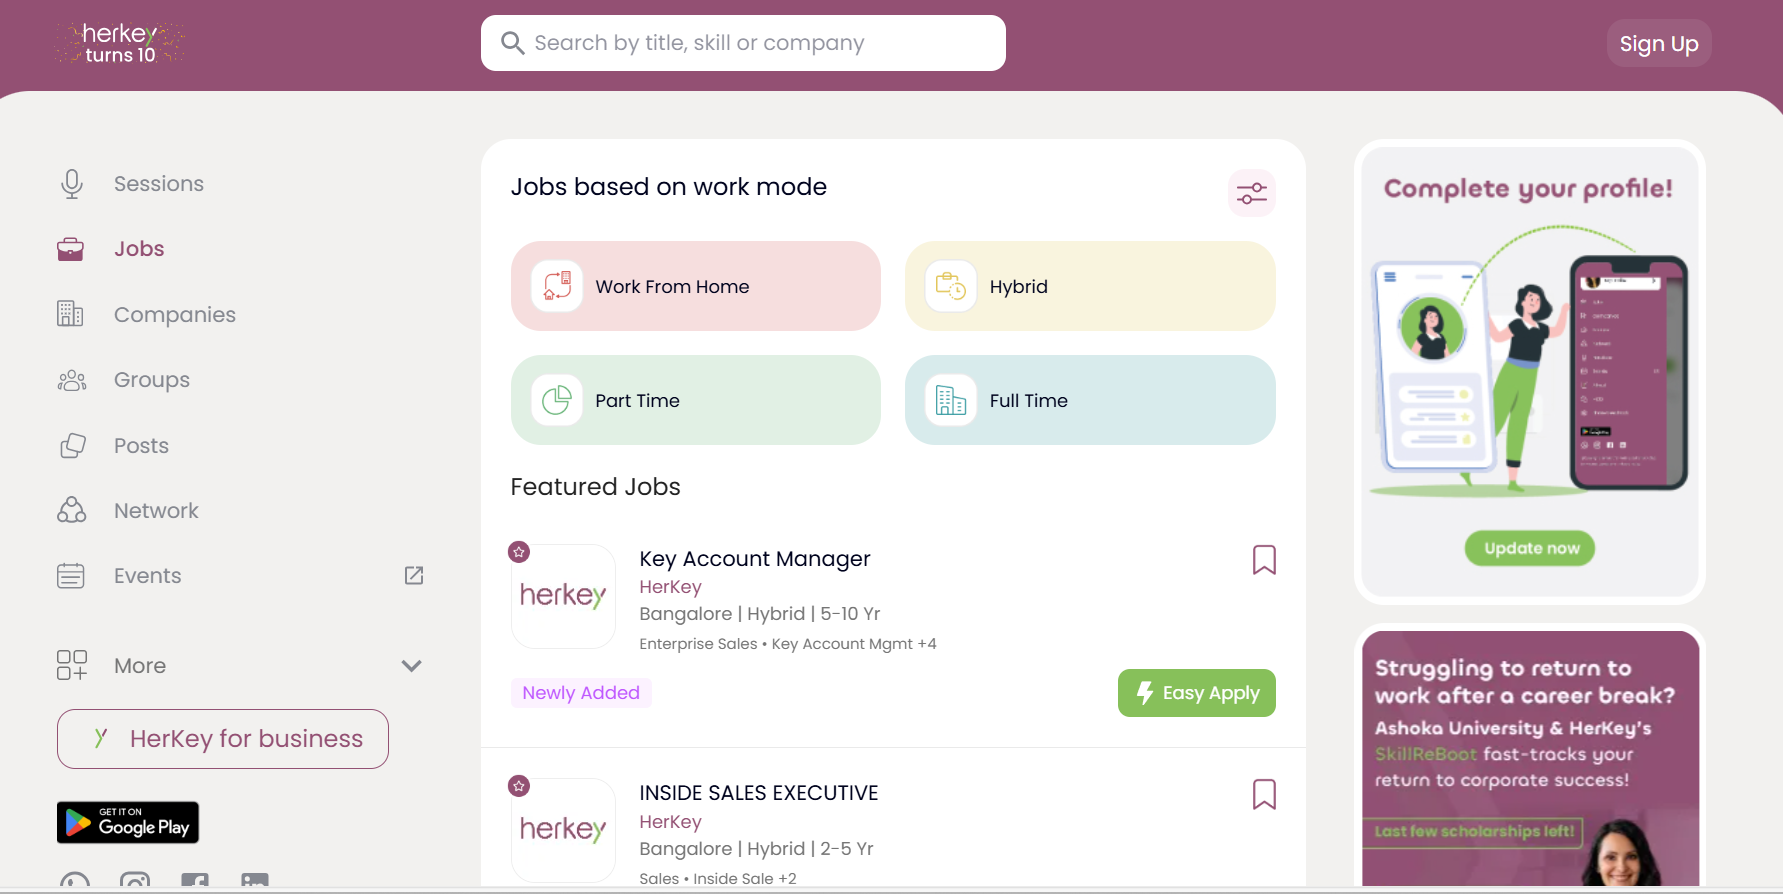 herkey
turns 10
Search by title, skill or company
Sign Up
Sessions
Jobs
Companies
Groups
Posts
Network
Events
More
HerKey for business
GET IT ON
Google Play
Jobs based on work mode
Work From Home
Hybrid
Part Time
Full Time
Featured Jobs
herkey
Key Account Manager
HerKey
Bangalore | Hybrid | 5-10 Yr
Enterprise Sales • Key Account Mgmt +4
Newly Added
Easy Apply
herkey
INSIDE SALES EXECUTIVE
HerKey
Bangalore | Hybrid | 2-5 Yr
Sales • Inside Sale +2
Complete your profile!
Update now
Struggling to return to
work after a career break?
Ashoka University & HerKey's
SkillReBoot fast-tracks your
return to corporate success!
Last few scholarships left!